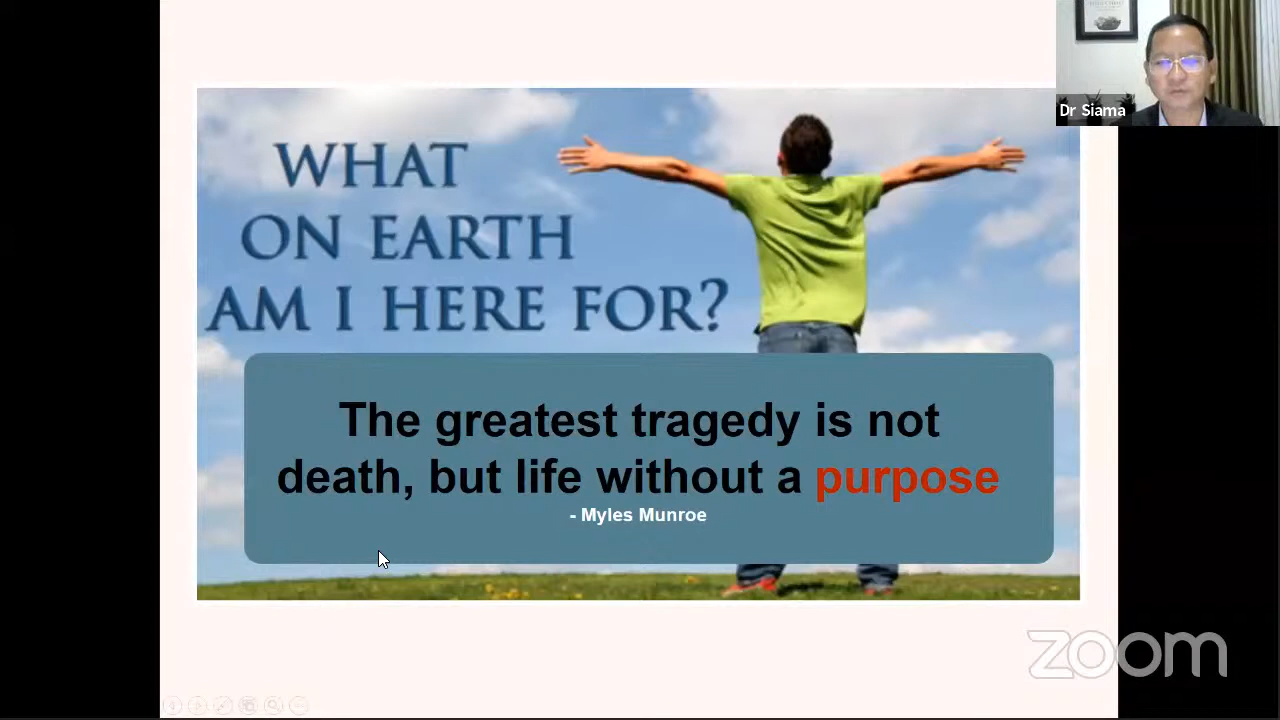 WHAT
ON EARTH
AM I HERE FOR?
The greatest tragedy is not
death, but life without a purpose
- Myles Munroe
Dr Siama
zoom